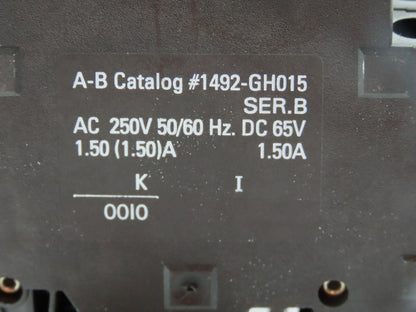 A-B Catalog #1492-GH015
SER.B
AC 250V 50/60 Hz. DC 65V
1.50 (1.50)A 1.50A
K I
0010